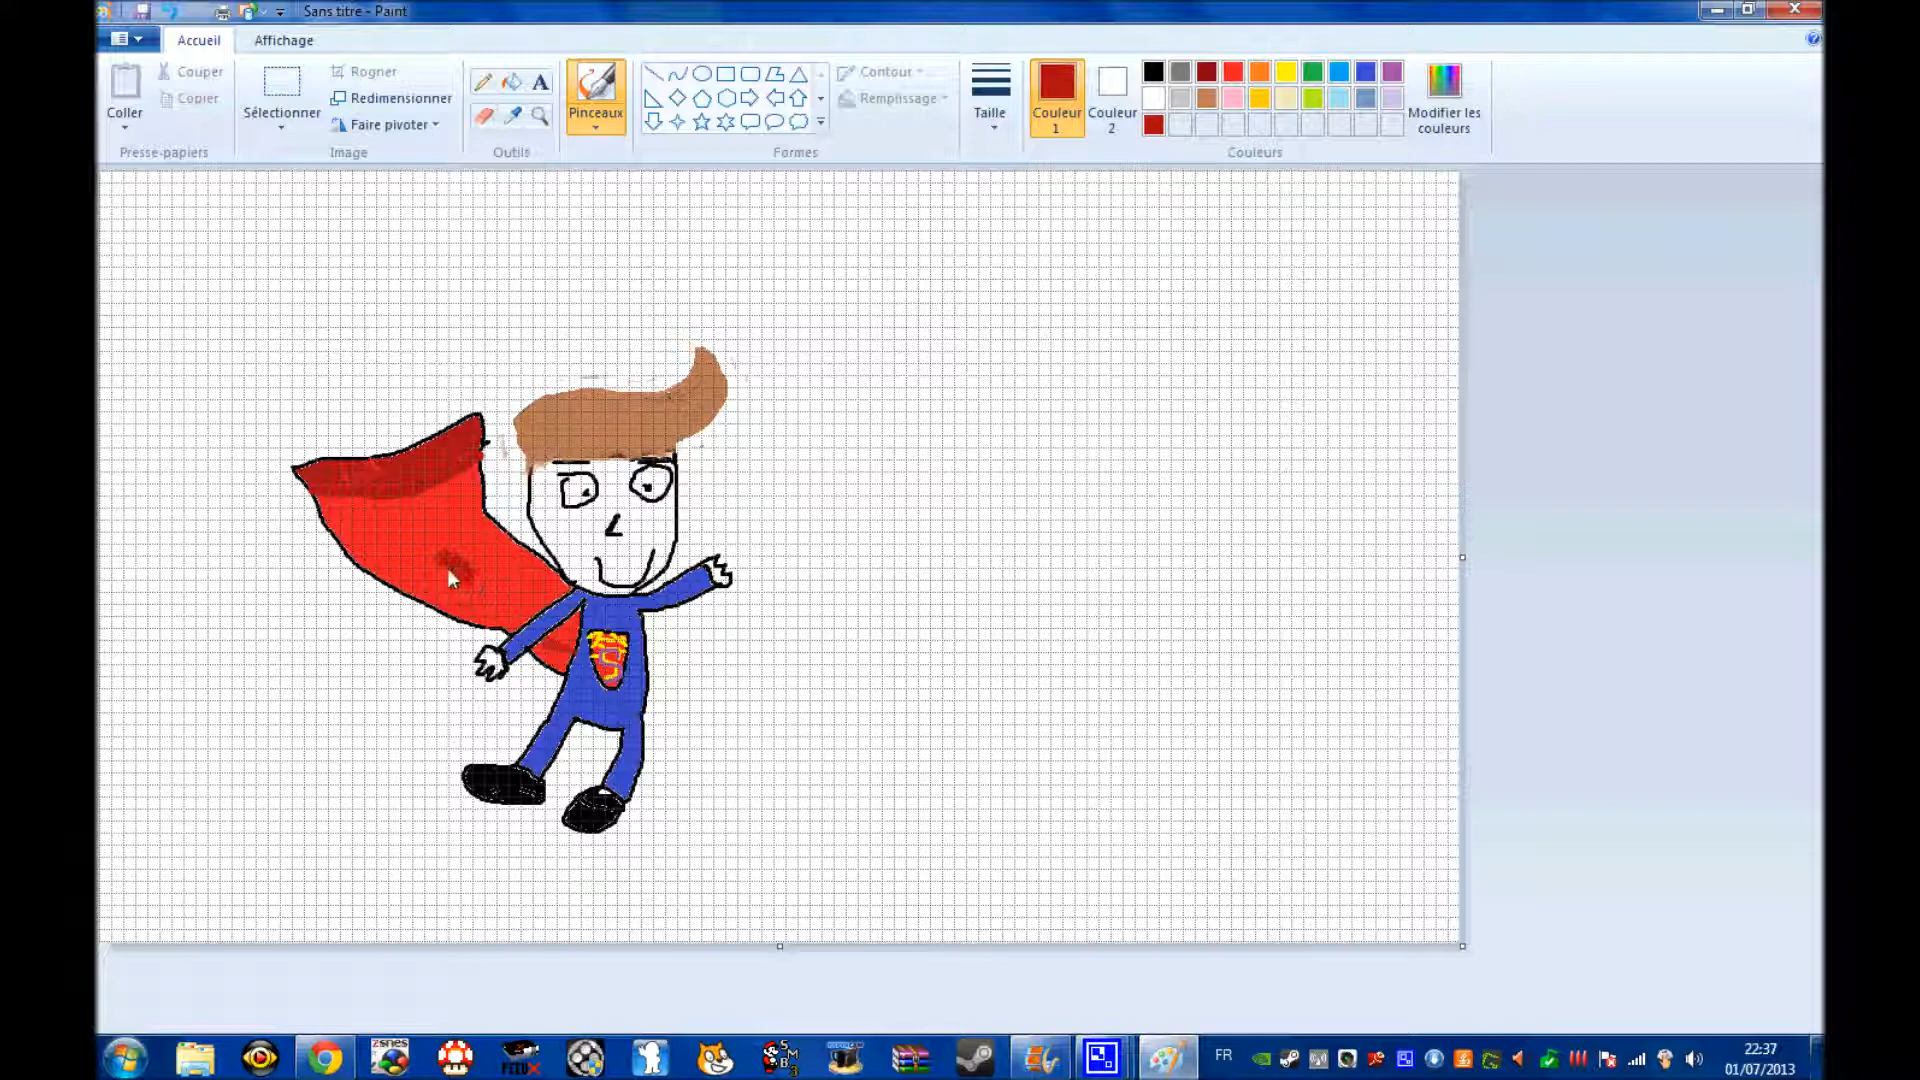 Sans titre - Paint
Accueil
Affichage
Coller
Couper
Copier
Presse-papiers
Sélectionner
Rogner
Redimensionner
Faire pivoter
Image
A
Outils
Pinceaux
Contour
Remplissage
Formes
Taille
Couleur
1
Couleur
2
Modifier les
couleurs
Couleurs
S
ZSNES
FR
22:37
01/07/2013